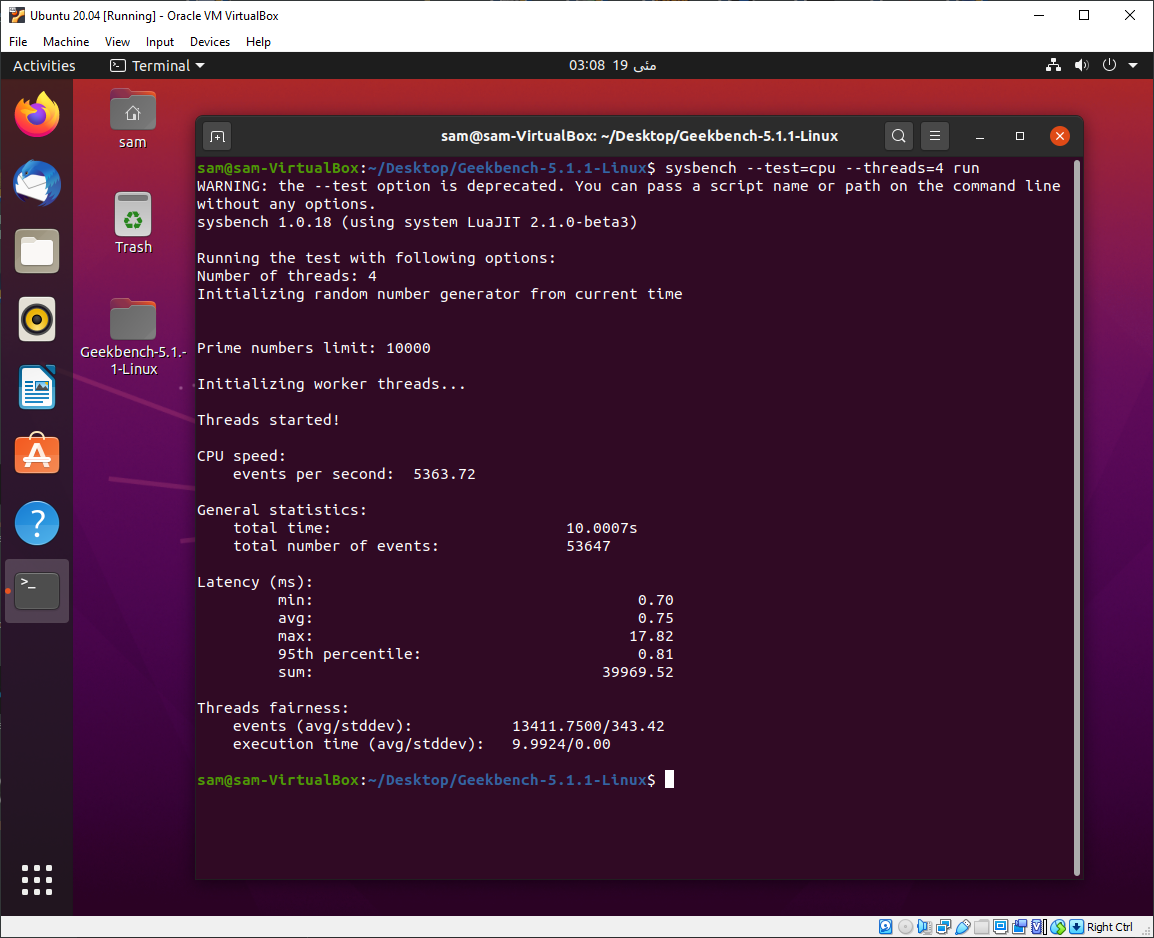 Ubuntu 20.04 [Running] - Oracle VM VirtualBox
File Machine View Input Devices Help
Activities Terminal 03:08 19 مئی
sam
Trash
Geekbench-5.1.-
1-Linux
sam@sam-VirtualBox: ~/Desktop/Geekbench-5.1.1-Linux
sam@sam-VirtualBox:~/Desktop/Geekbench-5.1.1-Linux$ sysbench --test=cpu --threads=4 run
WARNING: the --test option is deprecated. You can pass a script name or path on the command line
without any options.
sysbench 1.0.18 (using system LuaJIT 2.1.0-beta3)
Running the test with following options:
Number of threads: 4
Initializing random number generator from current time
Prime numbers limit: 10000
Initializing worker threads...
Threads started!
CPU speed:
events per second: 5363.72
General statistics:
total time: 10.0007s
total number of events: 53647
Latency (ms):
min: 0.70
avg: 0.75
max: 17.82
95th percentile: 0.81
sum: 39969.52
Threads fairness:
events (avg/stddev): 13411.7500/343.42
execution time (avg/stddev): 9.9924/0.00
sam@sam-VirtualBox:~/Desktop/Geekbench-5.1.1-Linux$
Right Ctrl